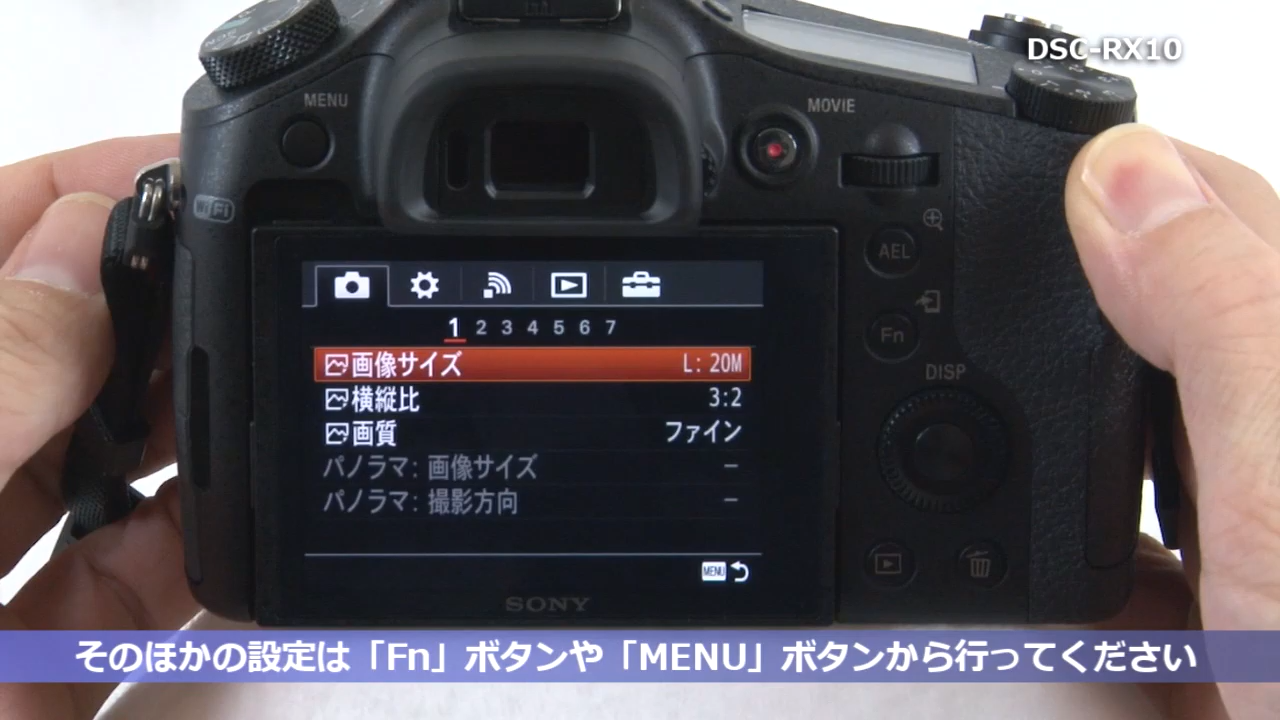 DSC-RX10
MENU
MOVIE
Wi Fi
AEL
Fn
DISP
1 2 3 4 5 6 7
画像サイズ L: 20M
横縦比 3:2
画質 ファイン
パノラマ: 画像サイズ －
パノラマ: 撮影方向 －
MENU
SONY
そのほかの設定は「Fn」ボタンや「MENU」ボタンから行ってください